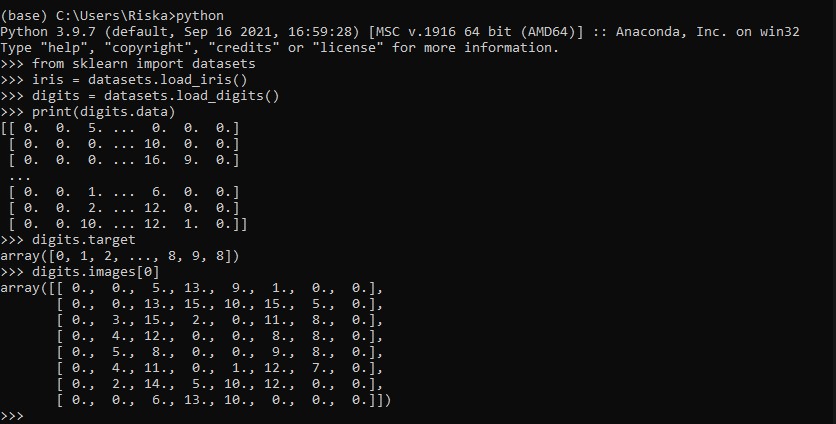 (base) C:\Users\Riska>python
Python 3.9.7 (default, Sep 16 2021, 16:59:28) [MSC v.1916 64 bit (AMD64)] :: Anaconda, Inc. on win32
Type "help", "copyright", "credits" or "license" for more information.
>>> from sklearn import datasets
>>> iris = datasets.load_iris()
>>> digits = datasets.load_digits()
>>> print(digits.data)
[[ 0.  0.  5. ...  0.  0.  0.]
 [ 0.  0.  0. ... 10.  0.  0.]
 [ 0.  0.  0. ... 16.  9.  0.]
 ...
 [ 0.  0.  1. ...  6.  0.  0.]
 [ 0.  0.  2. ... 12.  0.  0.]
 [ 0.  0. 10. ... 12.  1.  0.]]
>>> digits.target
array([0, 1, 2, ..., 8, 9, 8])
>>> digits.images[0]
array([[ 0.,  0.,  5., 13.,  9.,  1.,  0.,  0.],
       [ 0.,  0., 13., 15., 10., 15.,  5.,  0.],
       [ 0.,  3., 15.,  2.,  0., 11.,  8.,  0.],
       [ 0.,  4., 12.,  0.,  0.,  8.,  8.,  0.],
       [ 0.,  5.,  8.,  0.,  0.,  9.,  8.,  0.],
       [ 0.,  4., 11.,  0.,  1., 12.,  7.,  0.],
       [ 0.,  2., 14.,  5., 10., 12.,  0.,  0.],
       [ 0.,  0.,  6., 13., 10.,  0.,  0.,  0.]])
>>>